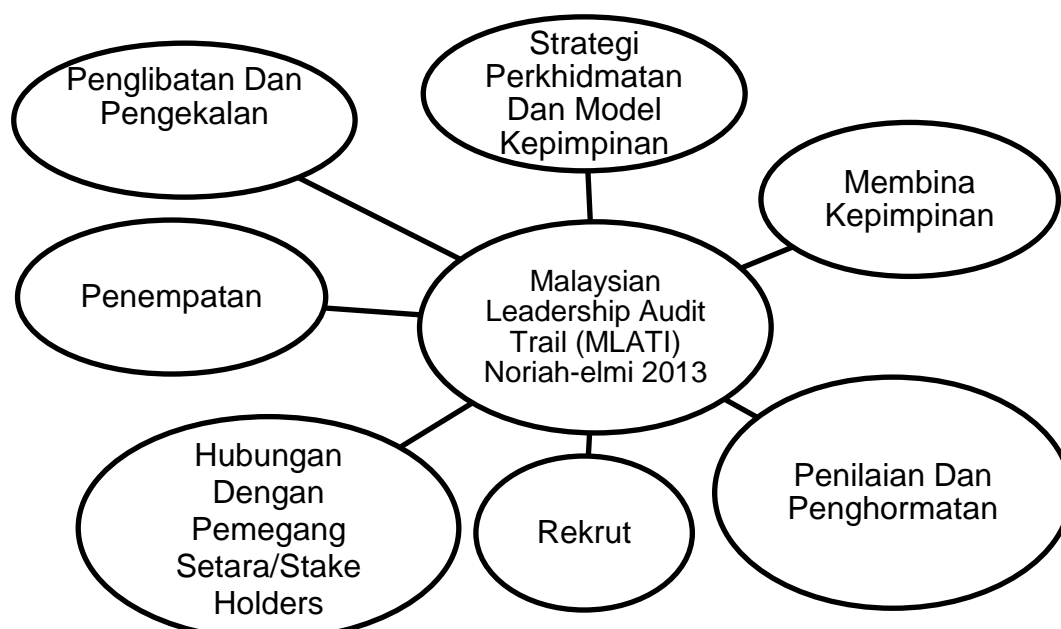 Strategi
Perkhidmatan
Dan Model
Kepimpinan
Penglibatan Dan
Pengekalan
Membina
Kepimpinan
Penempatan
Malaysian
Leadership Audit
Trail (MLATI)
Noriah-elmi 2013
Hubungan
Dengan
Pemegang
Setara/Stake
Holders
Rekrut
Penilaian Dan
Penghormatan